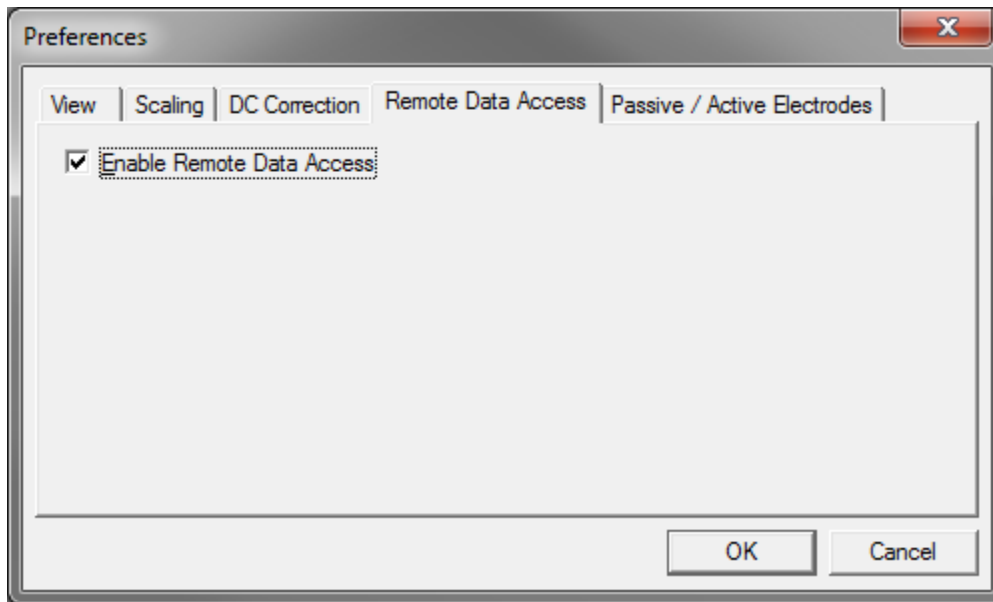 Preferences
View Scaling DC Correction Remote Data Access Passive / Active Electrodes
Enable Remote Data Access
OK Cancel